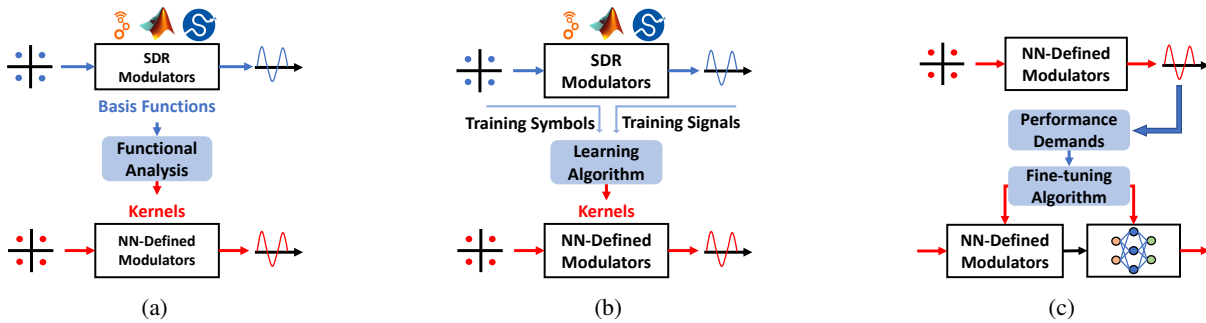 SDR
Modulators
Basis Functions
Functional
Analysis
Kernels
NN-Defined
Modulators
(a)
SDR
Modulators
Training Symbols
Training Signals
Learning
Algorithm
Kernels
NN-Defined
Modulators
(b)
NN-Defined
Modulators
Performance
Demands
Fine-tuning
Algorithm
NN-Defined
Modulators
(c)